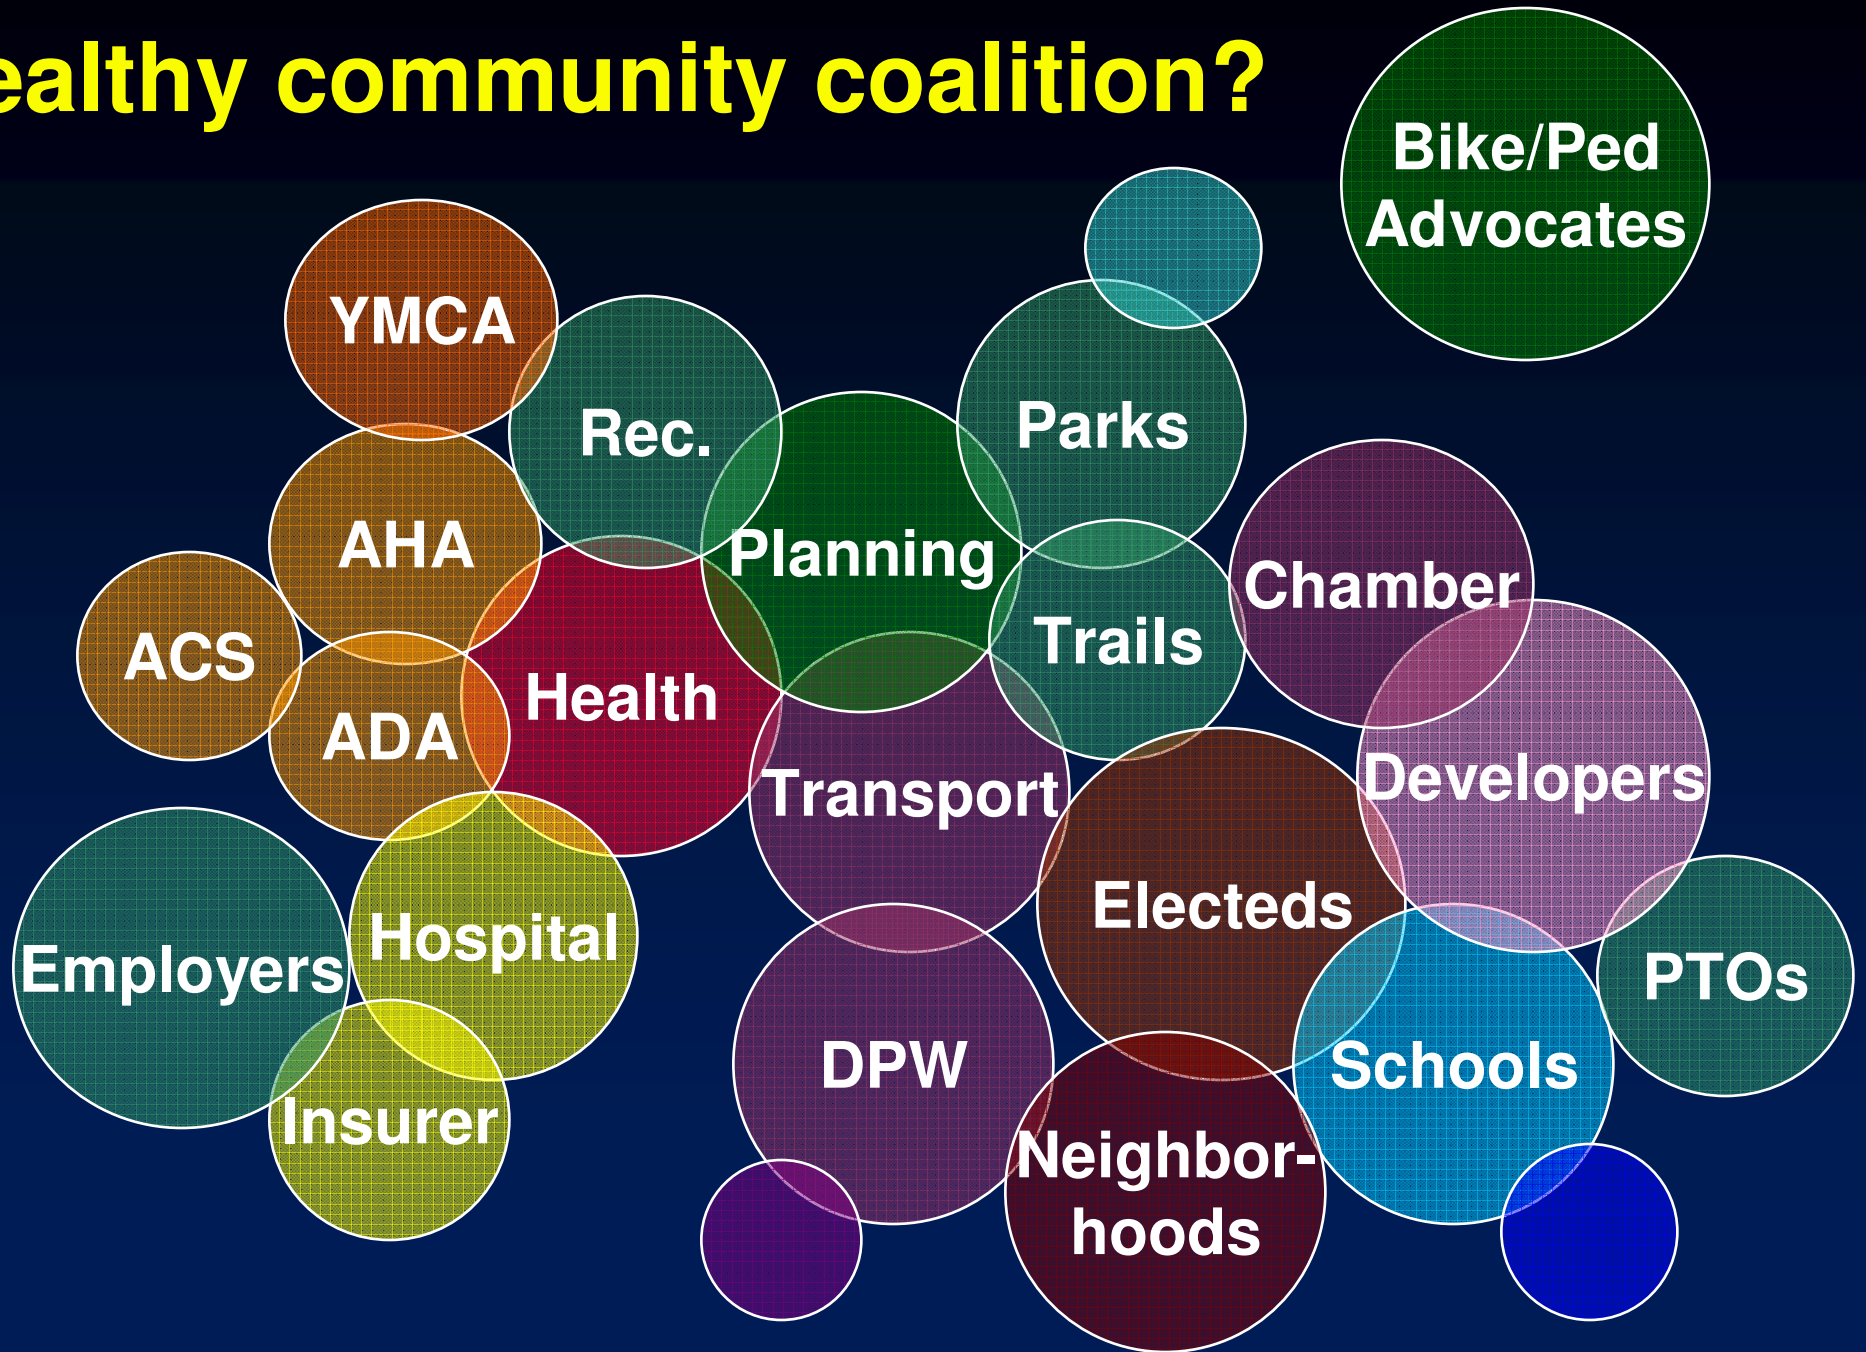 ealthy community coalition?
Bike/Ped
Advocates
YMCA
Rec.
Parks
AHA
Planning
Chamber
ACS
Trails
Health
ADA
Transport
Developers
Electeds
Hospital
Employers
PTOs
DPW
Schools
Insurer
Neighbor-
hoods